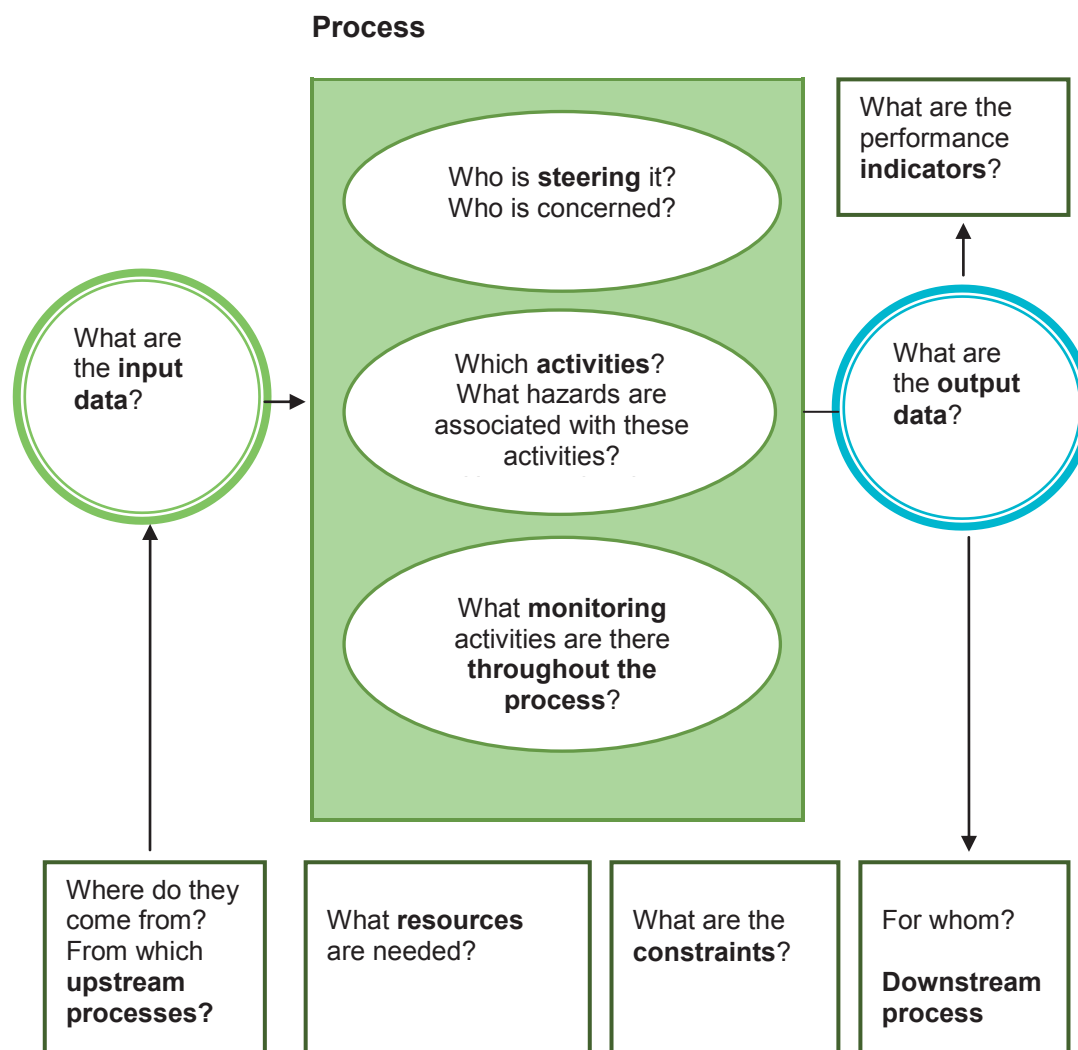 Process
What are the
performance
indicators?
Who is steering it?
Who is concerned?
What are
the input
data?
Which activities?
What hazards are
associated with these
activities?
What are
the output
data?
What monitoring
activities are there
throughout the
process?
Where do they
come from?
From which
upstream
processes?
What resources
are needed?
What are the
constraints?
For whom?
Downstream
process